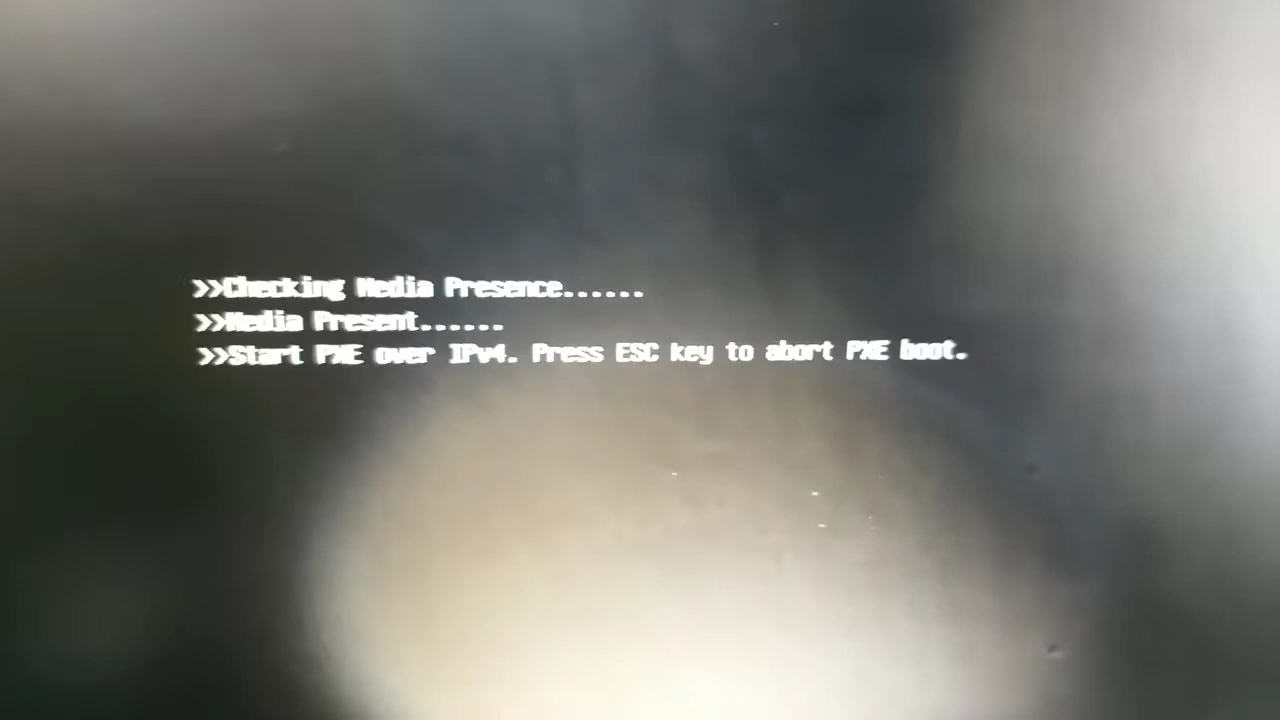 >>Checking Media Presence......
>>Media Present......
>>Start PXE over IPv4. Press ESC key to abort PXE boot.